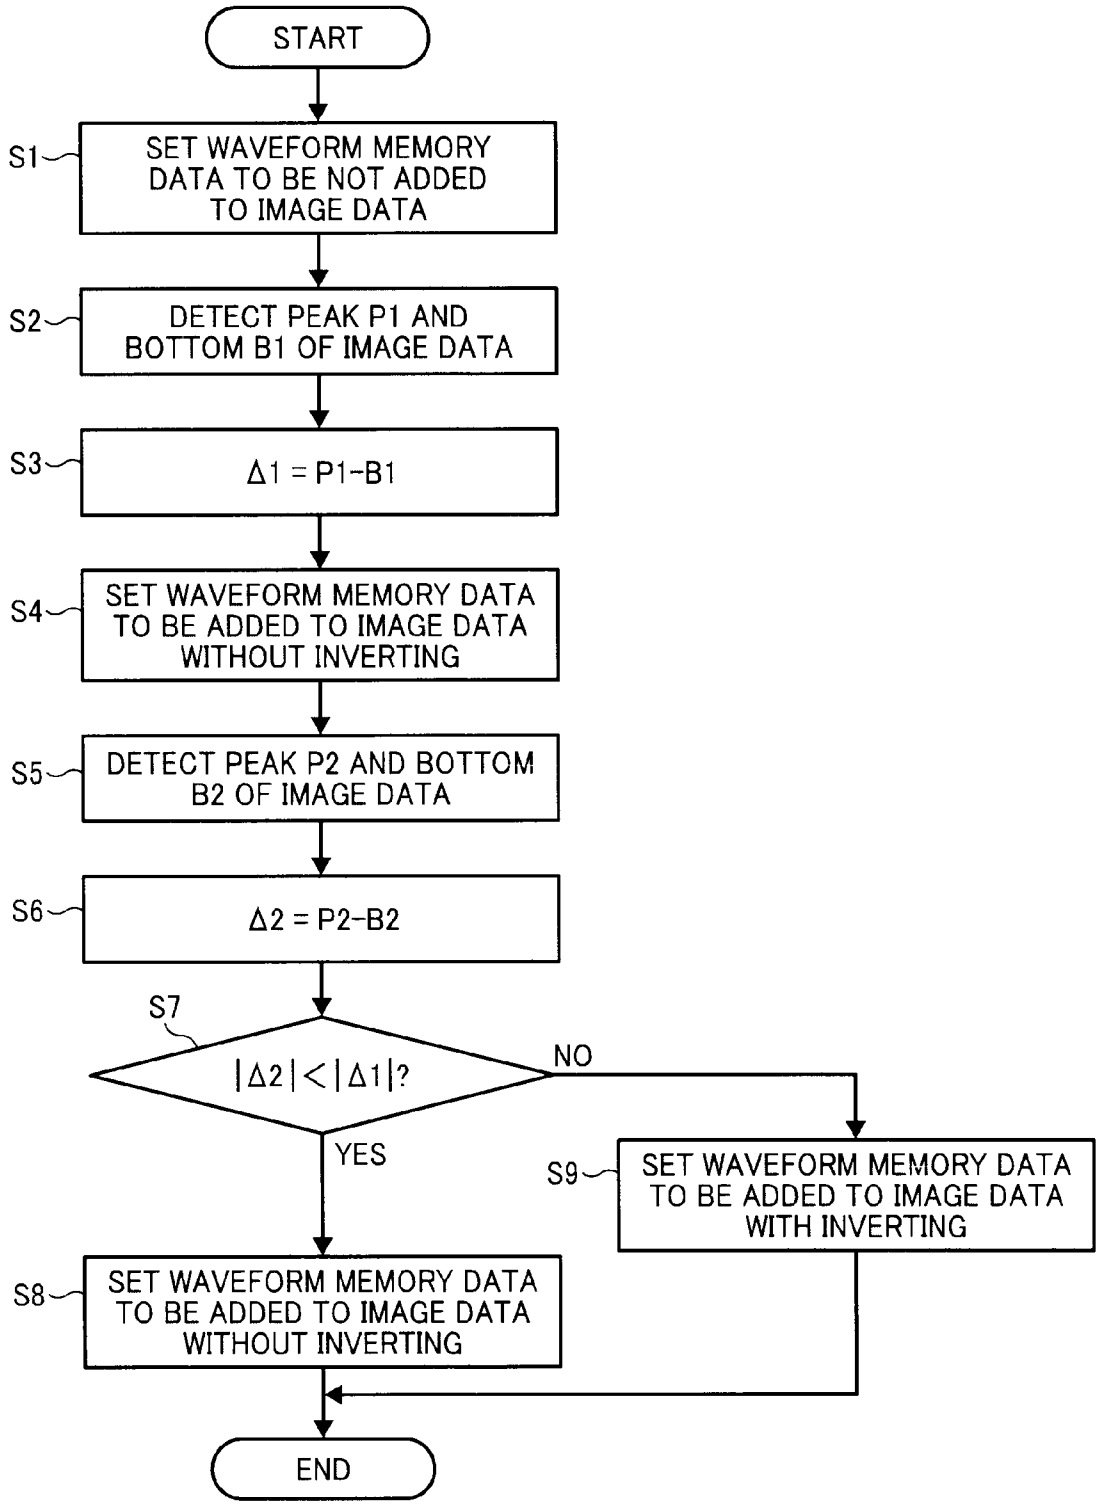 START
S1
SET WAVEFORM MEMORY
DATA TO BE NOT ADDED
TO IMAGE DATA
S2
DETECT PEAK P1 AND
BOTTOM B1 OF IMAGE DATA
S3
Δ1 = P1-B1
S4
SET WAVEFORM MEMORY DATA
TO BE ADDED TO IMAGE DATA
WITHOUT INVERTING
S5
DETECT PEAK P2 AND BOTTOM
B2 OF IMAGE DATA
S6
Δ2 = P2-B2
S7
|Δ2| < |Δ1|?
NO
YES
S9
SET WAVEFORM MEMORY DATA
TO BE ADDED TO IMAGE DATA
WITH INVERTING
S8
SET WAVEFORM MEMORY DATA
TO BE ADDED TO IMAGE DATA
WITHOUT INVERTING
END